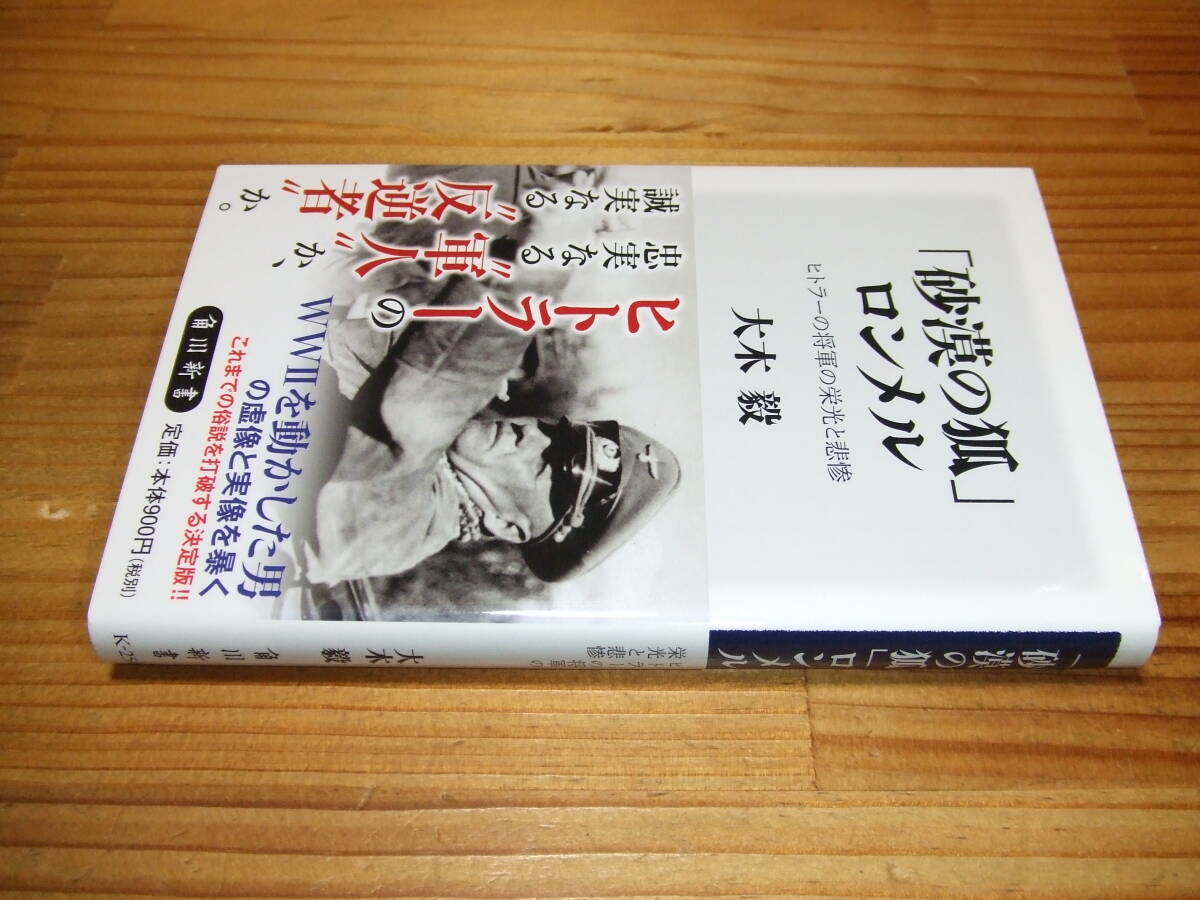 「砂漠の狐」
ロンメル
ヒトラーの将軍の栄光と悲惨
大木 毅
ヒトラーの
忠実なる
“軍人”か、
誠実なる
“反逆者”
か。
WWⅡを動かした男
の虚像と実像を暴く
これまでの俗説を打破する決定版!!
角川新書
定価：本体900円(税別)
「砂漠の狐」ロンメル
ヒトラーの将軍の
栄光と悲惨
大木 毅
角川新書